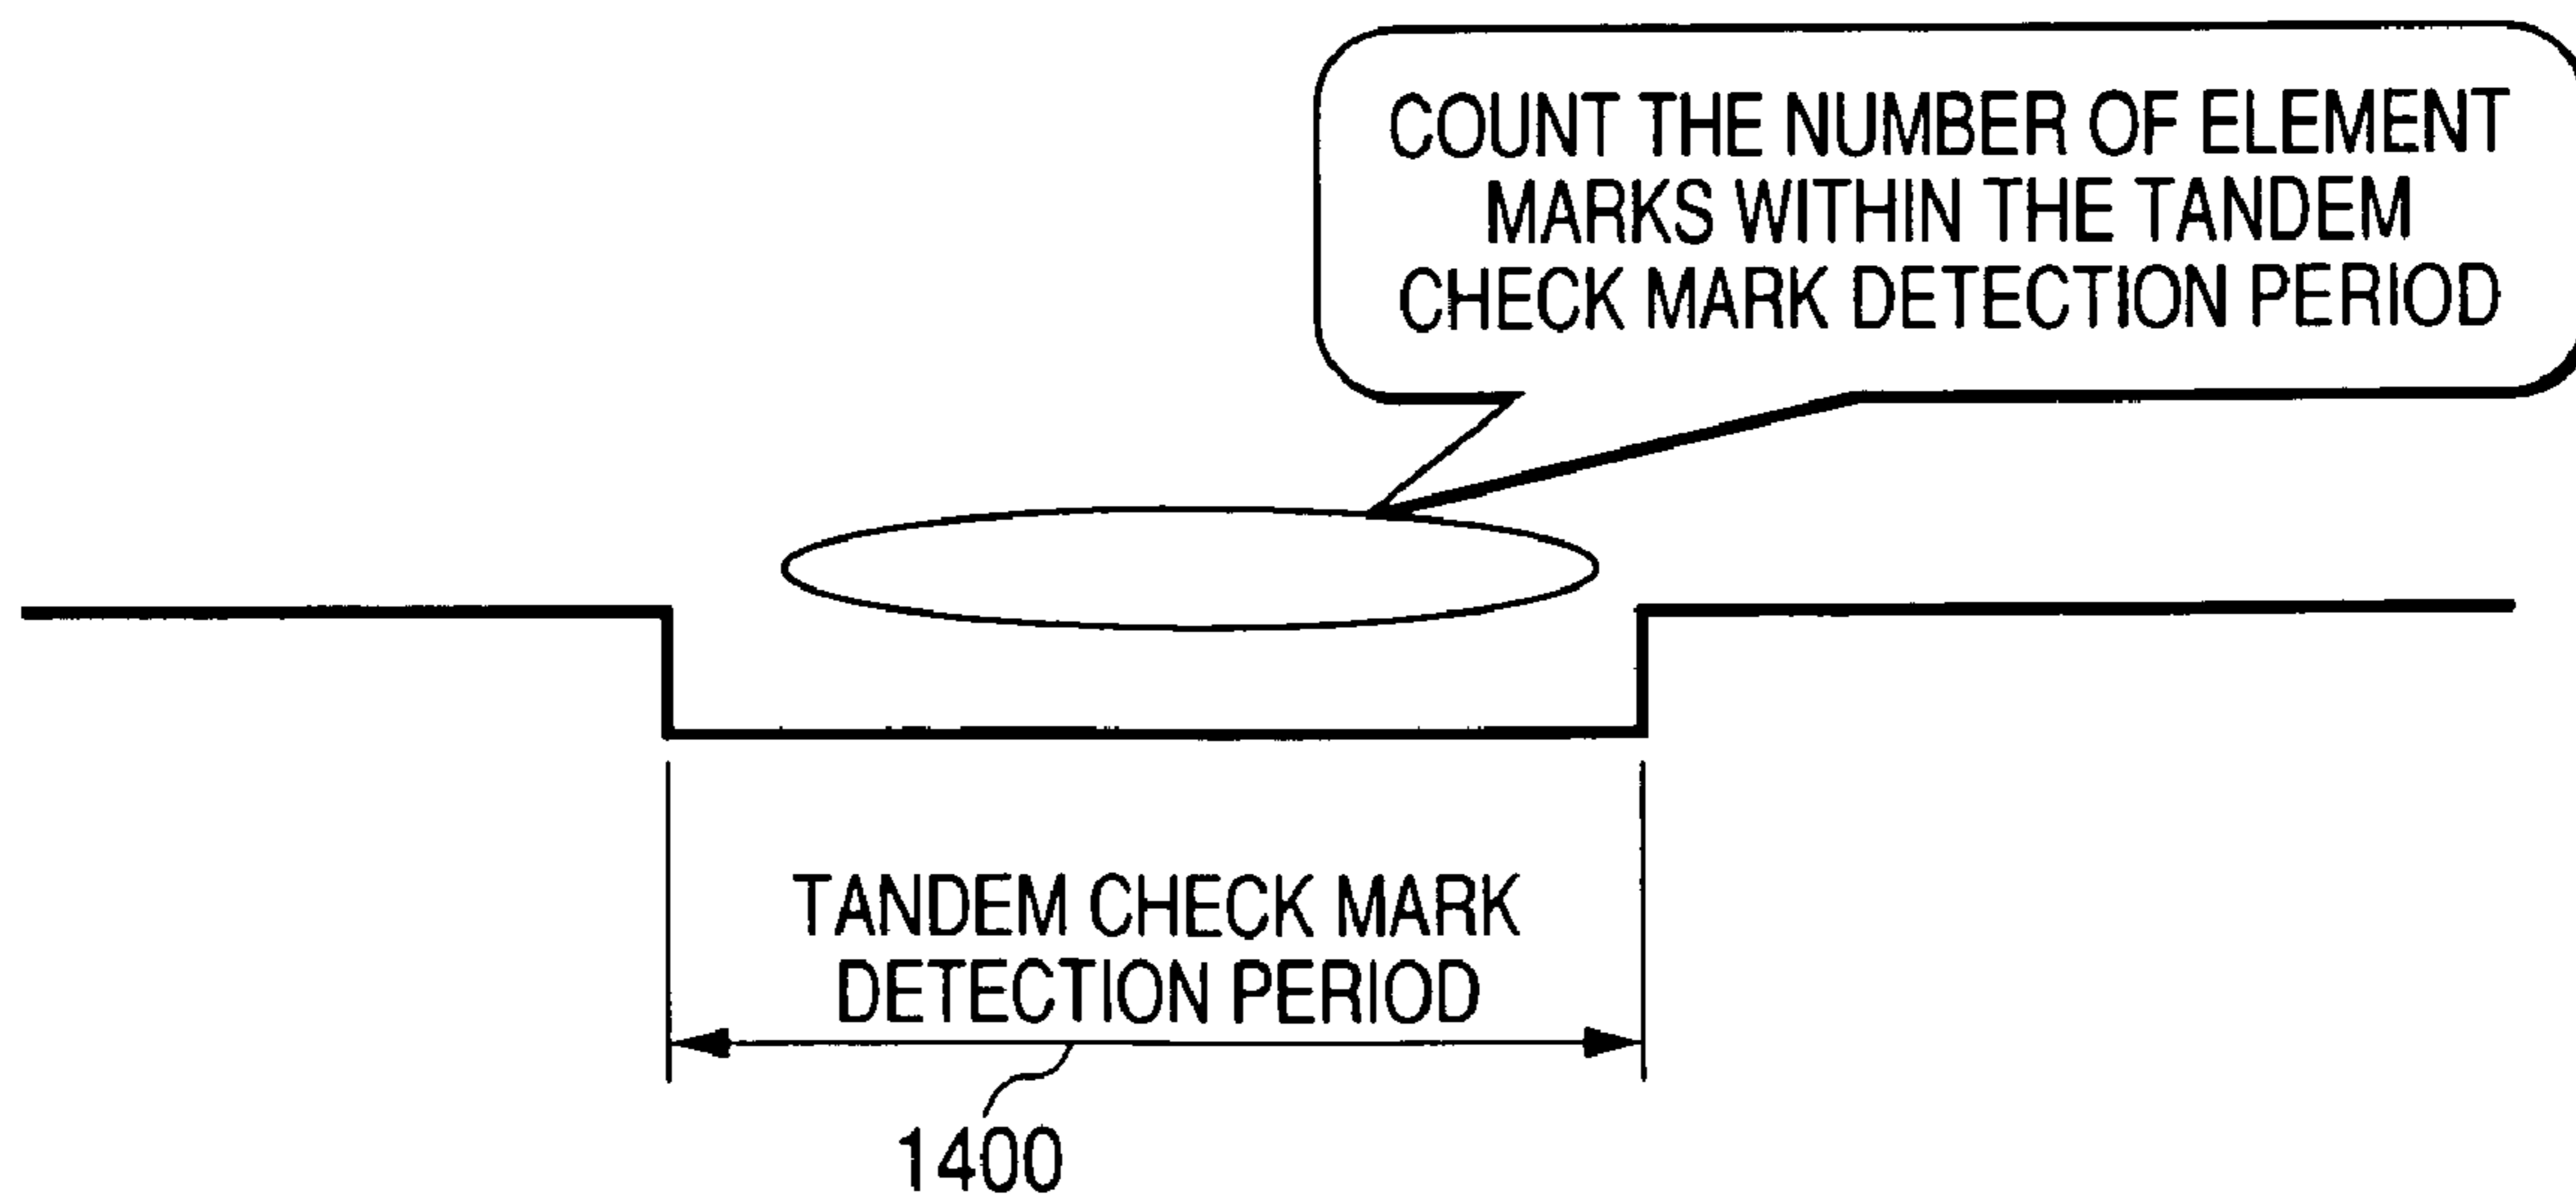 COUNT THE NUMBER OF ELEMENT
MARKS WITHIN THE TANDEM
CHECK MARK DETECTION PERIOD
TANDEM CHECK MARK
DETECTION PERIOD
1400